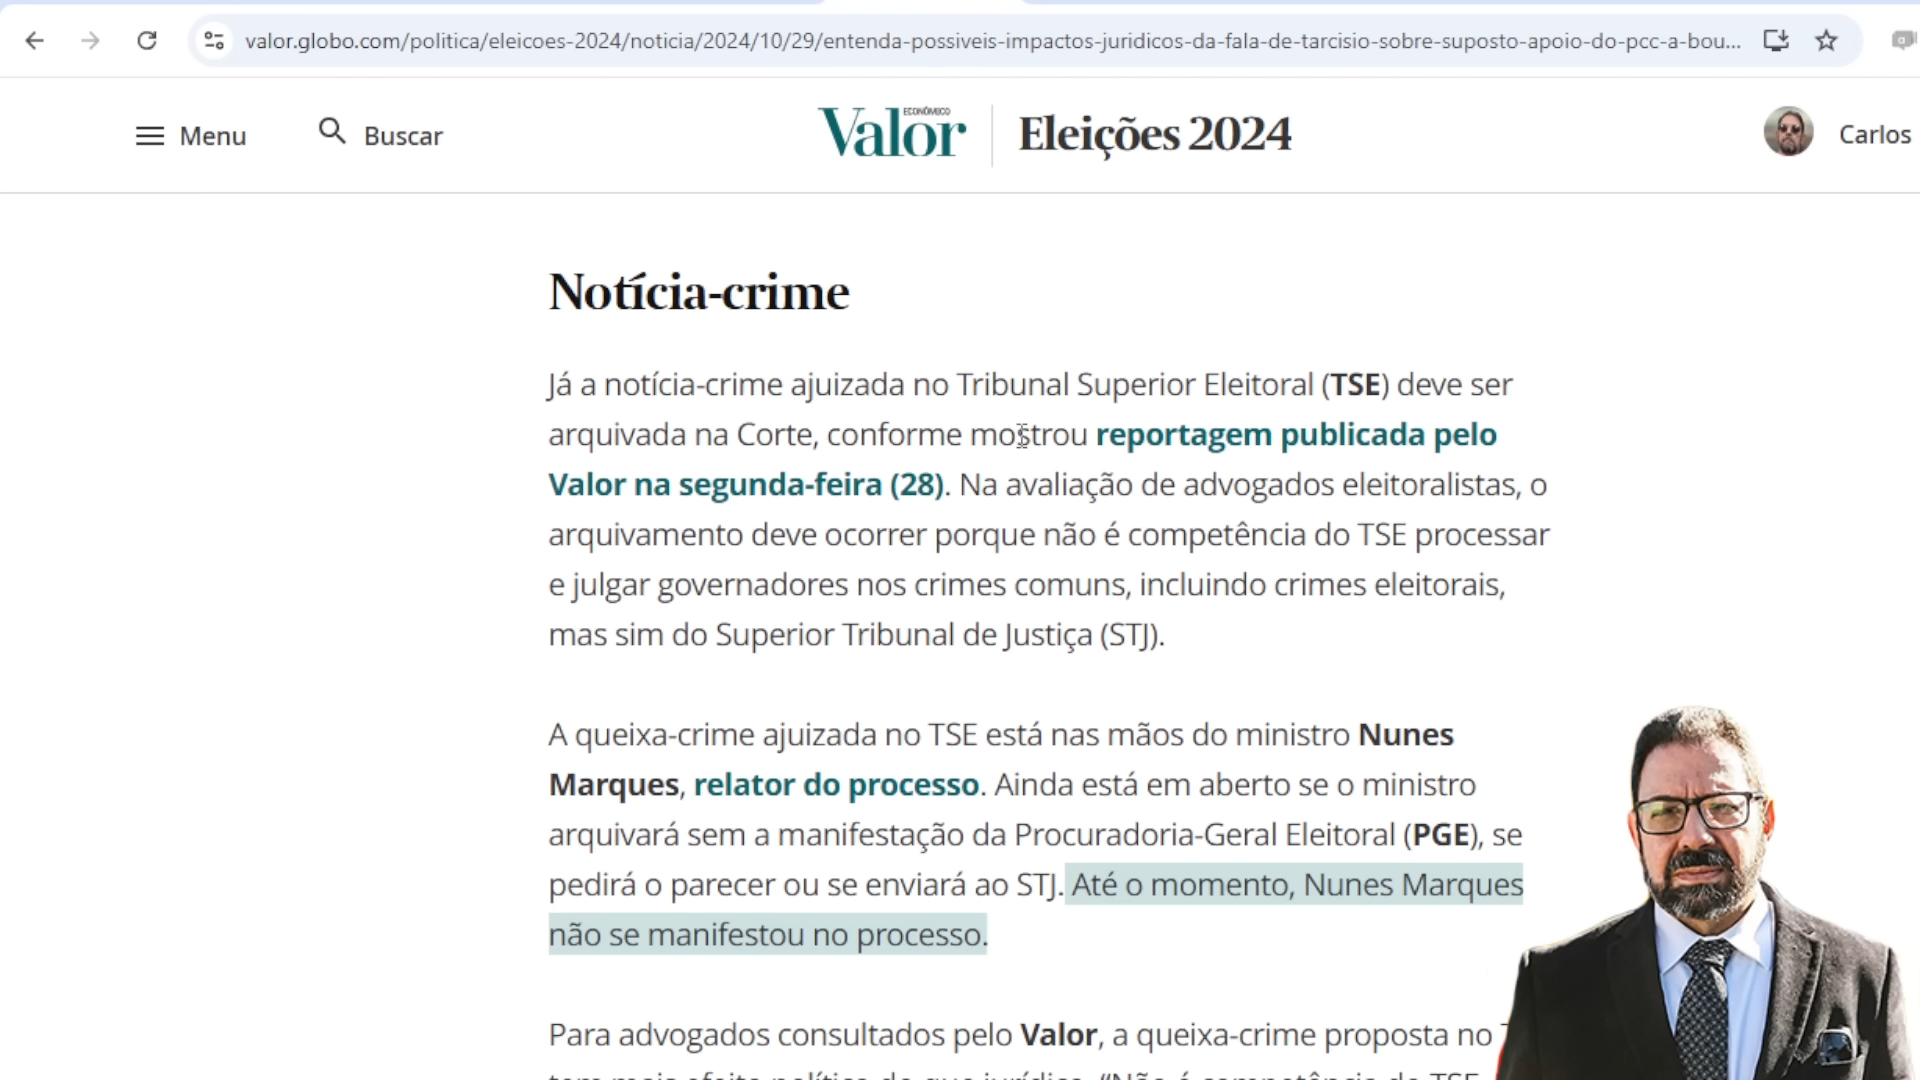 valor.globo.com/politica/eleicoes-2024/noticia/2024/10/29/entenda-possiveis-impactos-juridicos-da-fala-de-tarcisio-sobre-suposto-apoio-do-pcc-a-bou...
Menu
Buscar
Valor ECONÔMICO
Eleições 2024
Carlos
Notícia-crime
Já a notícia-crime ajuizada no Tribunal Superior Eleitoral (TSE) deve ser
arquivada na Corte, conforme mostrou reportagem publicada pelo
Valor na segunda-feira (28). Na avaliação de advogados eleitoralistas, o
arquivamento deve ocorrer porque não é competência do TSE processar
e julgar governadores nos crimes comuns, incluindo crimes eleitorais,
mas sim do Superior Tribunal de Justiça (STJ).
A queixa-crime ajuizada no TSE está nas mãos do ministro Nunes
Marques, relator do processo. Ainda está em aberto se o ministro
arquivará sem a manifestação da Procuradoria-Geral Eleitoral (PGE), se
pedirá o parecer ou se enviará ao STJ. Até o momento, Nunes Marques
não se manifestou no processo.
Para advogados consultados pelo Valor, a queixa-crime proposta no